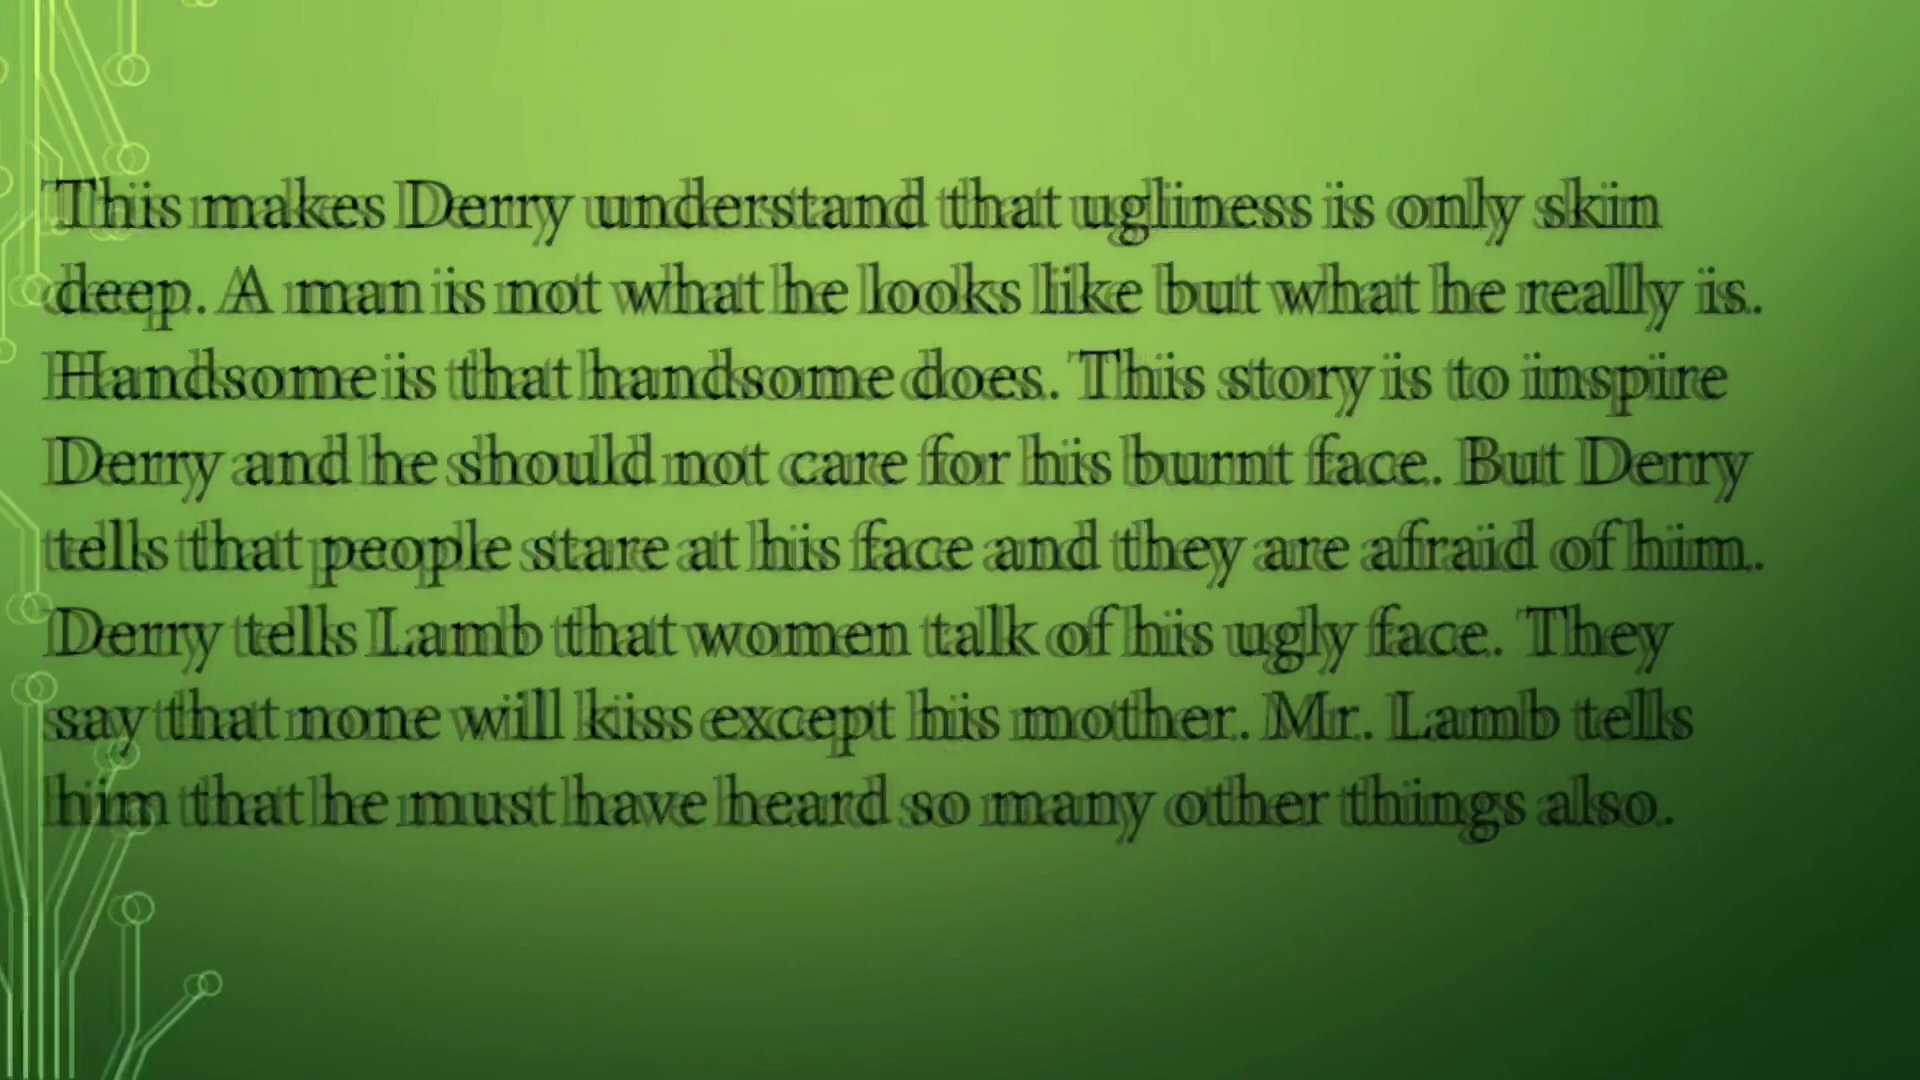 This makes Derry understand that ugliness is only skin
deep. A man is not what he looks like but what he really is.
Handsome is that handsome does. This story is to inspire
Derry and he should not care for his burnt face. But Derry
tells that people stare at his face and they are afraid of him.
Derry tells Lamb that women talk of his ugly face. They
say that none will kiss except his mother. Mr. Lamb tells
him that he must have heard so many other things also.